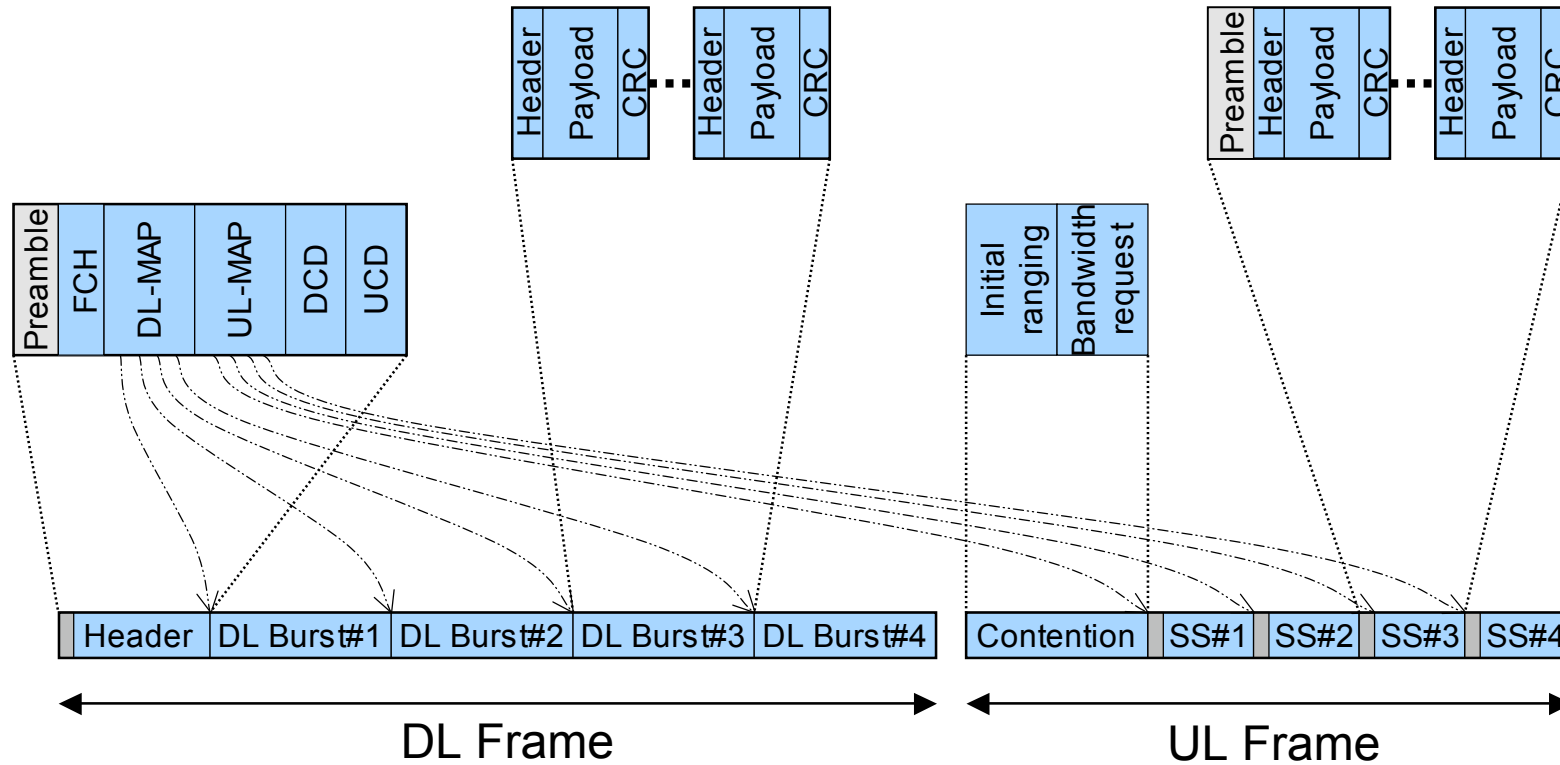 Header
Payload
CRC
Header
Payload
CRC
Preamble
Header
Payload
CRC
Header
Payload
CRC
Preamble
FCH
DL-MAP
UL-MAP
DCD
UCD
Initial
ranging
Bandwidth
request
Header
DL Burst#1
DL Burst#2
DL Burst#3
DL Burst#4
Contention
SS#1
SS#2
SS#3
SS#4
DL Frame
UL Frame